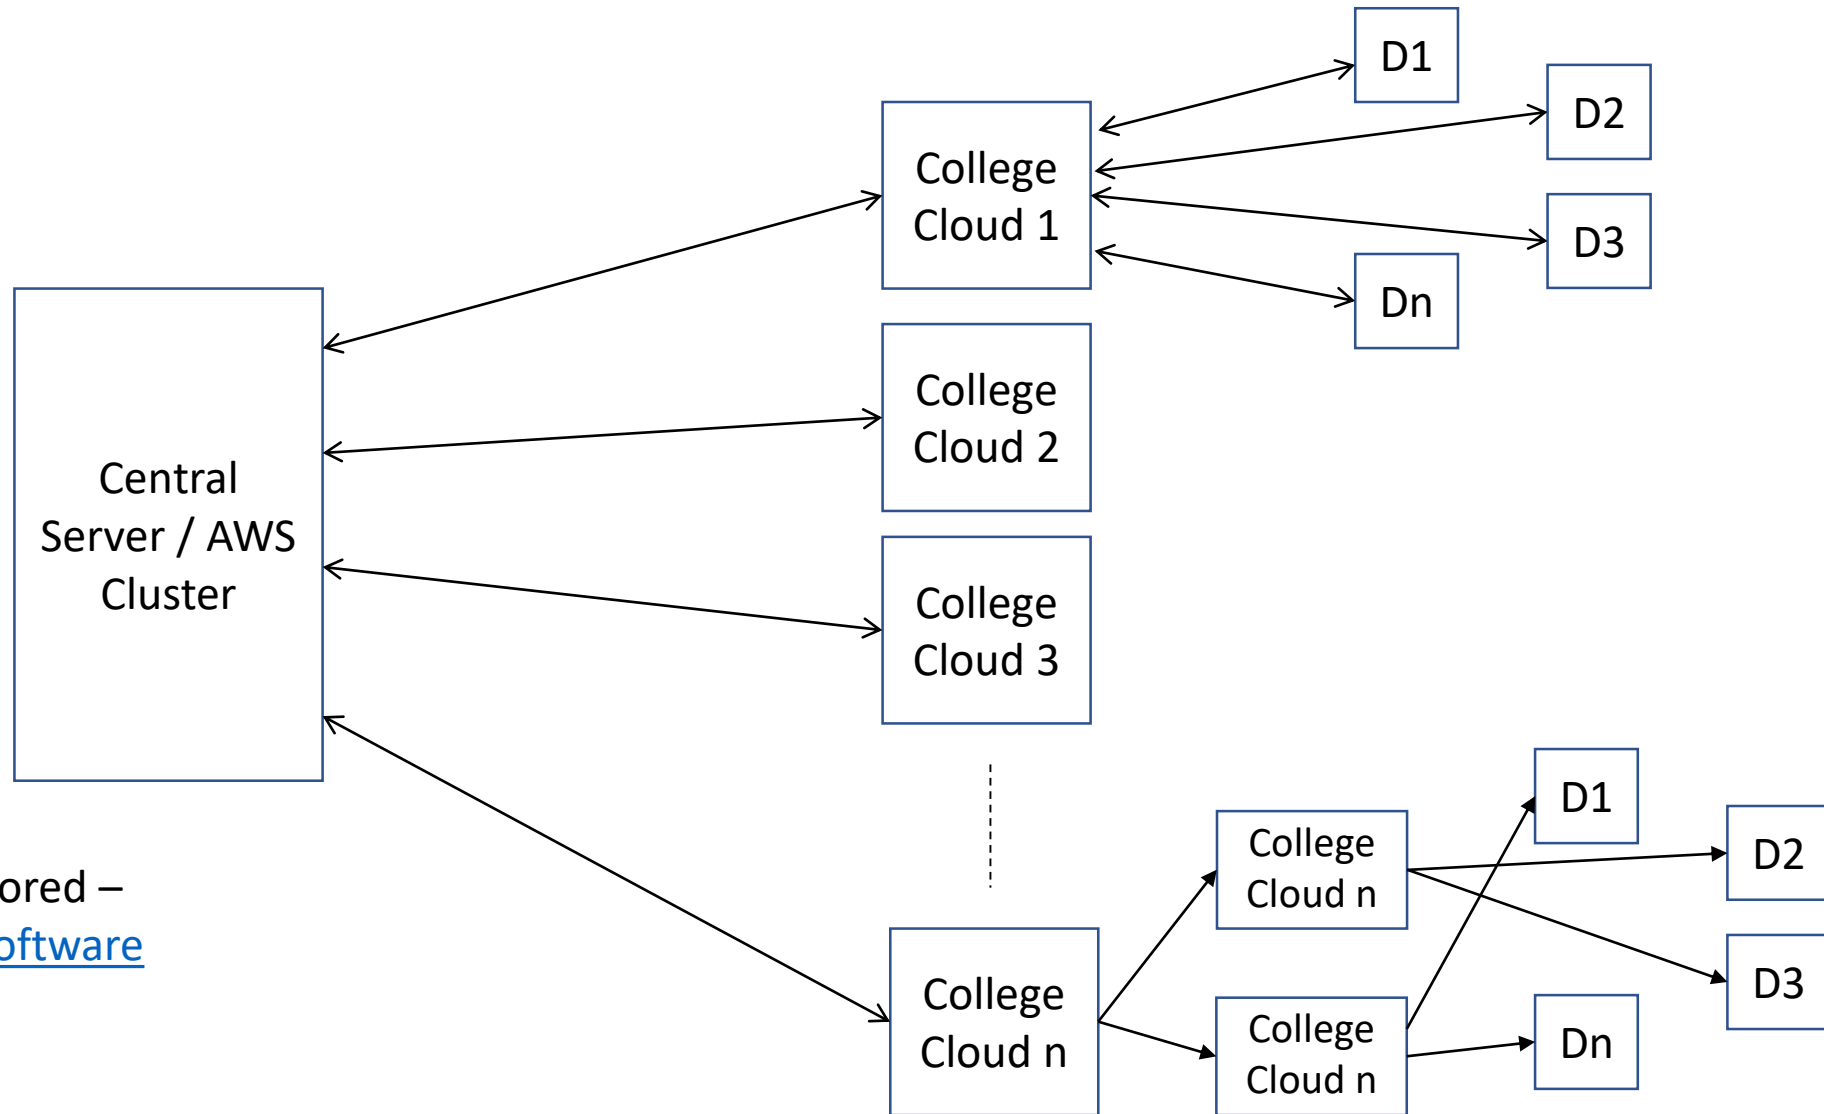 D1
D2
College
Cloud 1
D3
Dn
College
Cloud 2
Central
Server / AWS
Cluster
College
Cloud 3
D1
College
Cloud n
D2
ored –
oftware
D3
College
Cloud n
College
Cloud n
Dn